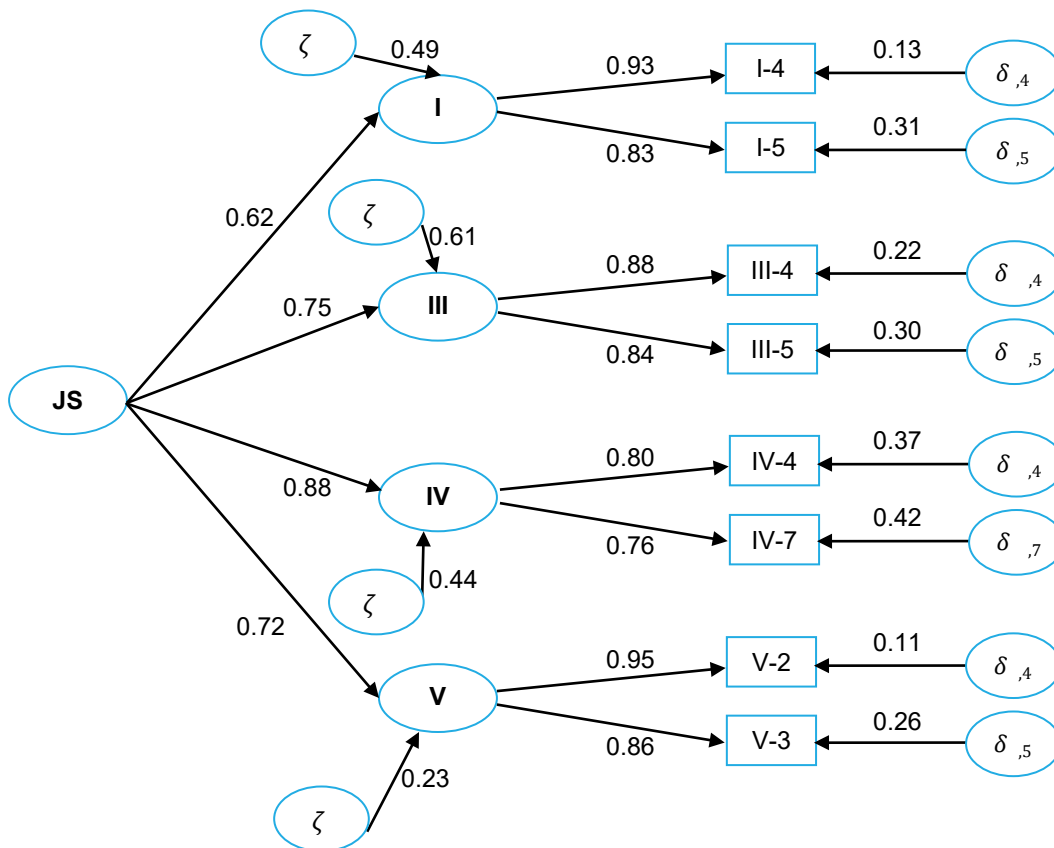 ζ
0.49
I
0.93
I-4
0.13
δ ,4
0.83
I-5
0.31
δ ,5
0.62
ζ
0.61
III
0.88
III-4
0.22
δ ,4
0.75
0.84
III-5
0.30
δ ,5
JS
0.88
IV
0.80
IV-4
0.37
δ ,4
0.76
IV-7
0.42
δ ,7
ζ
0.44
0.72
V
0.95
V-2
0.11
δ ,4
0.86
V-3
0.26
δ ,5
ζ
0.23